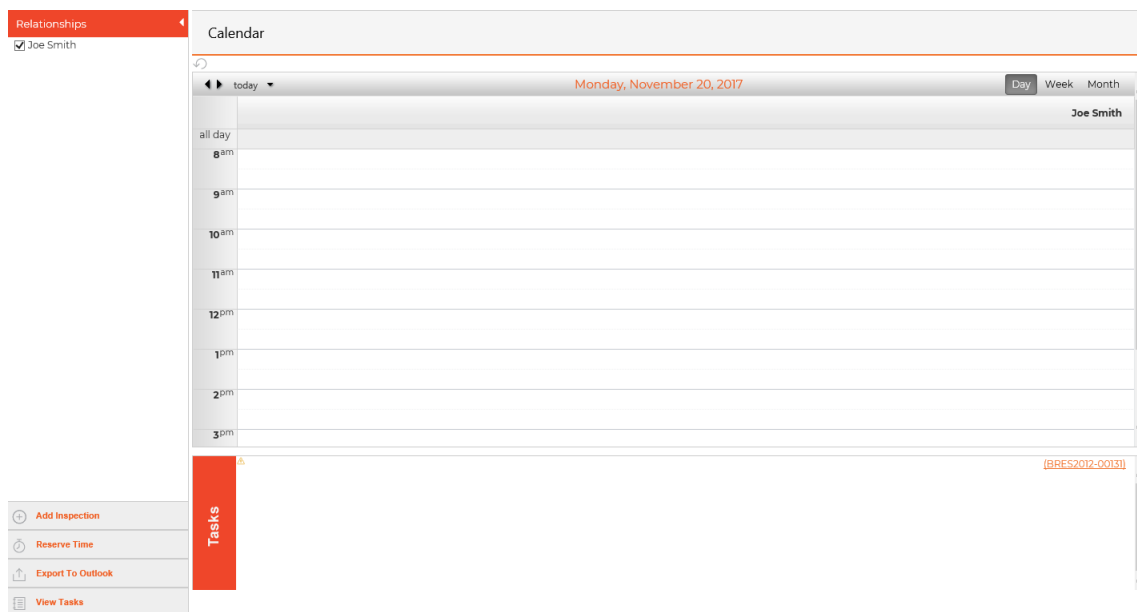 Relationships
Joe Smith
Calendar
today
Monday, November 20, 2017
Day Week Month
Joe Smith
all day
8am
9am
10am
11am
12pm
1pm
2pm
3pm
Tasks
(BRES2012-00131)
Add Inspection
Reserve Time
Export To Outlook
View Tasks